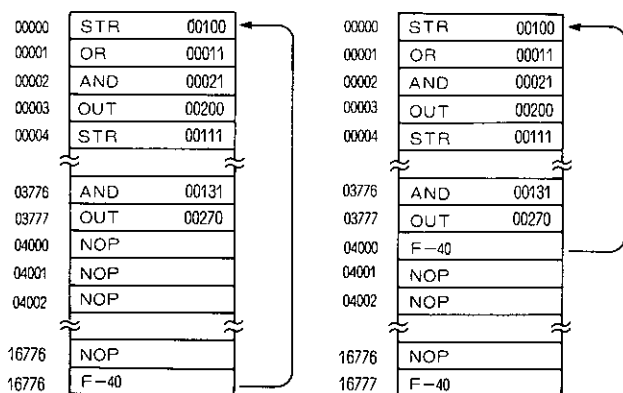 00000 STR 00100
00001 OR 00011
00002 AND 00021
00003 OUT 00200
00004 STR 00111
03776 AND 00131
03777 OUT 00270
04000 NOP
04001 NOP
04002 NOP
16776 NOP
16776 F-40
00000 STR 00100
00001 OR 00011
00002 AND 00021
00003 OUT 00200
00004 STR 00111
03776 AND 00131
03777 OUT 00270
04000 F-40
04001 NOP
04002 NOP
16776 NOP
16777 F-40